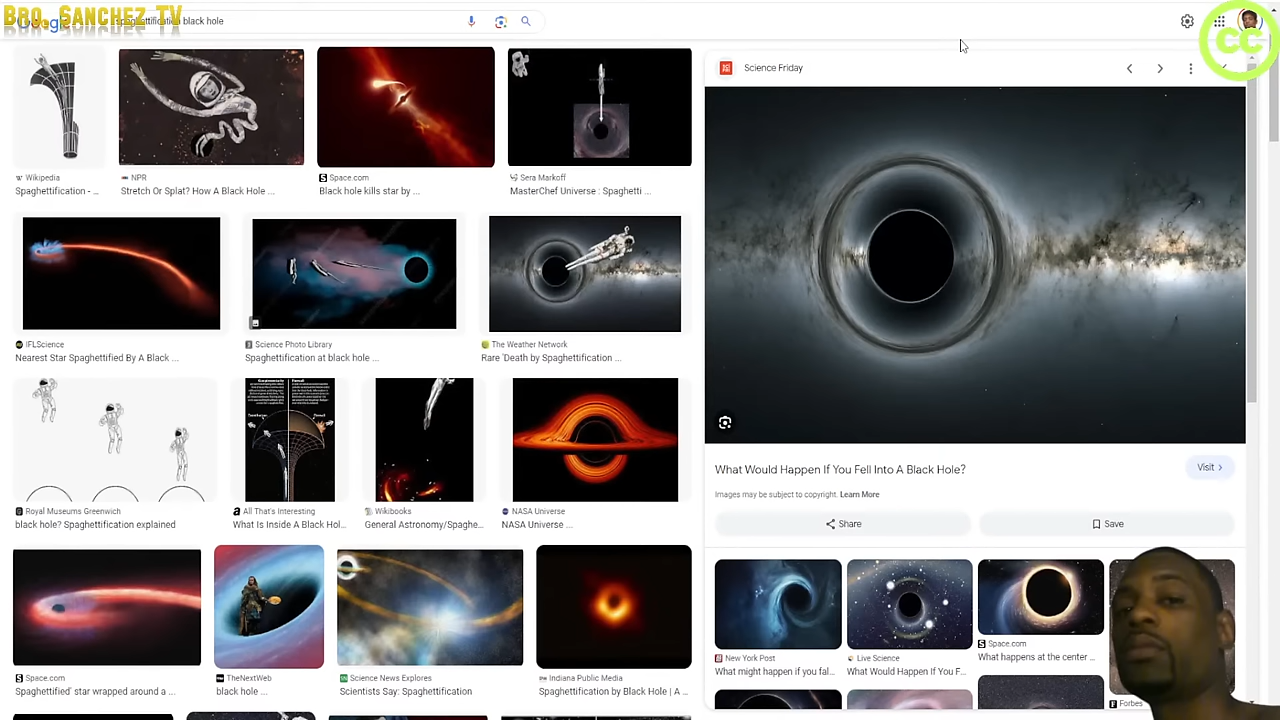 BRO. SANCHEZ TV
Google
spaghettification black hole
CC
Science Friday
Wikipedia
Spaghettification - ...
NPR
Stretch Or Splat? How A Black Hole ...
Space.com
Black hole kills star by ...
Sera Markoff
MasterChef Universe : Spaghetti ...
IFLScience
Nearest Star Spaghettified By A Black ...
Science Photo Library
Spaghettification at black hole ...
The Weather Network
Rare 'Death by Spaghettification ...
Royal Museums Greenwich
black hole? Spaghettification explained
All That's Interesting
What Is Inside A Black Hol...
Wikibooks
General Astronomy/Spaghe...
NASA Universe
NASA Universe ...
Space.com
Spaghettified' star wrapped around a ...
TheNextWeb
black hole ...
Science News Explores
Scientists Say: Spaghettification
Indiana Public Media
Spaghettification by Black Hole | A ...
What Would Happen If You Fell Into A Black Hole?
Visit
Images may be subject to copyright. Learn More
Share
Save
New York Post
What might happen if you fal...
Live Science
What Would Happen If You F...
Space.com
What happens at the center ...
Forbes